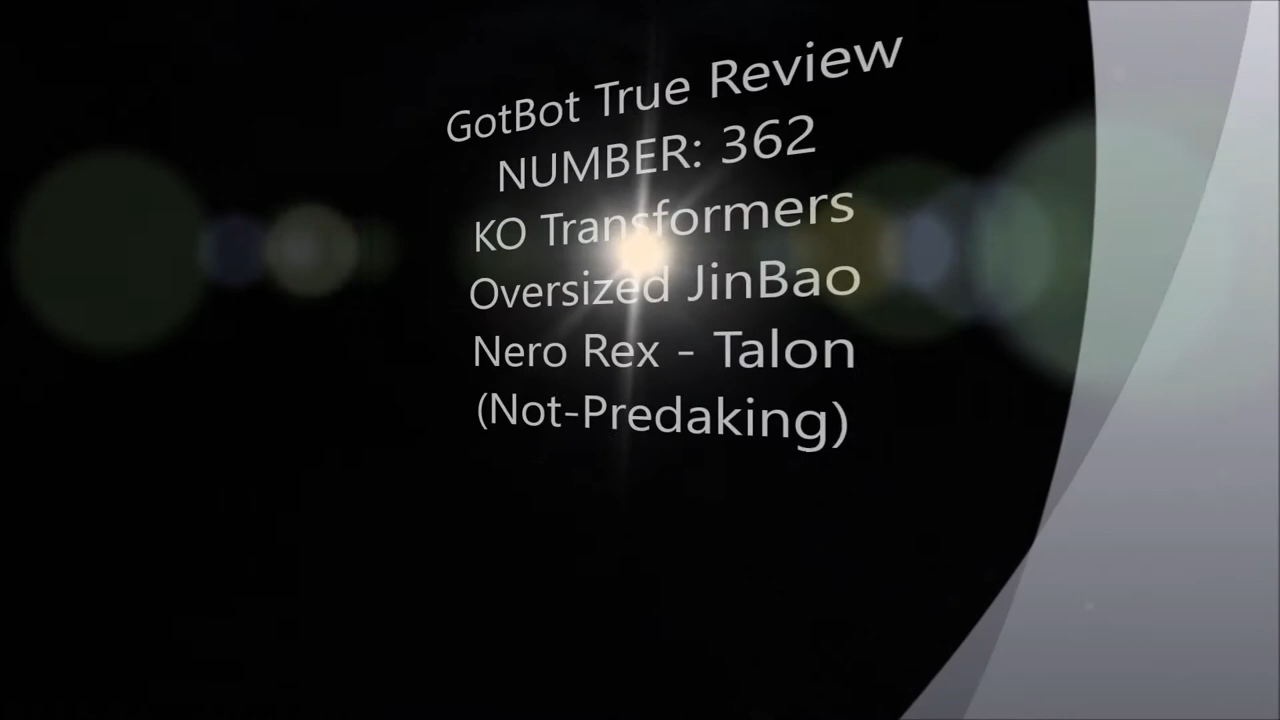 GotBot True Review
NUMBER: 362
KO Transformers
Oversized JinBao
Nero Rex - Talon
(Not-Predaking)